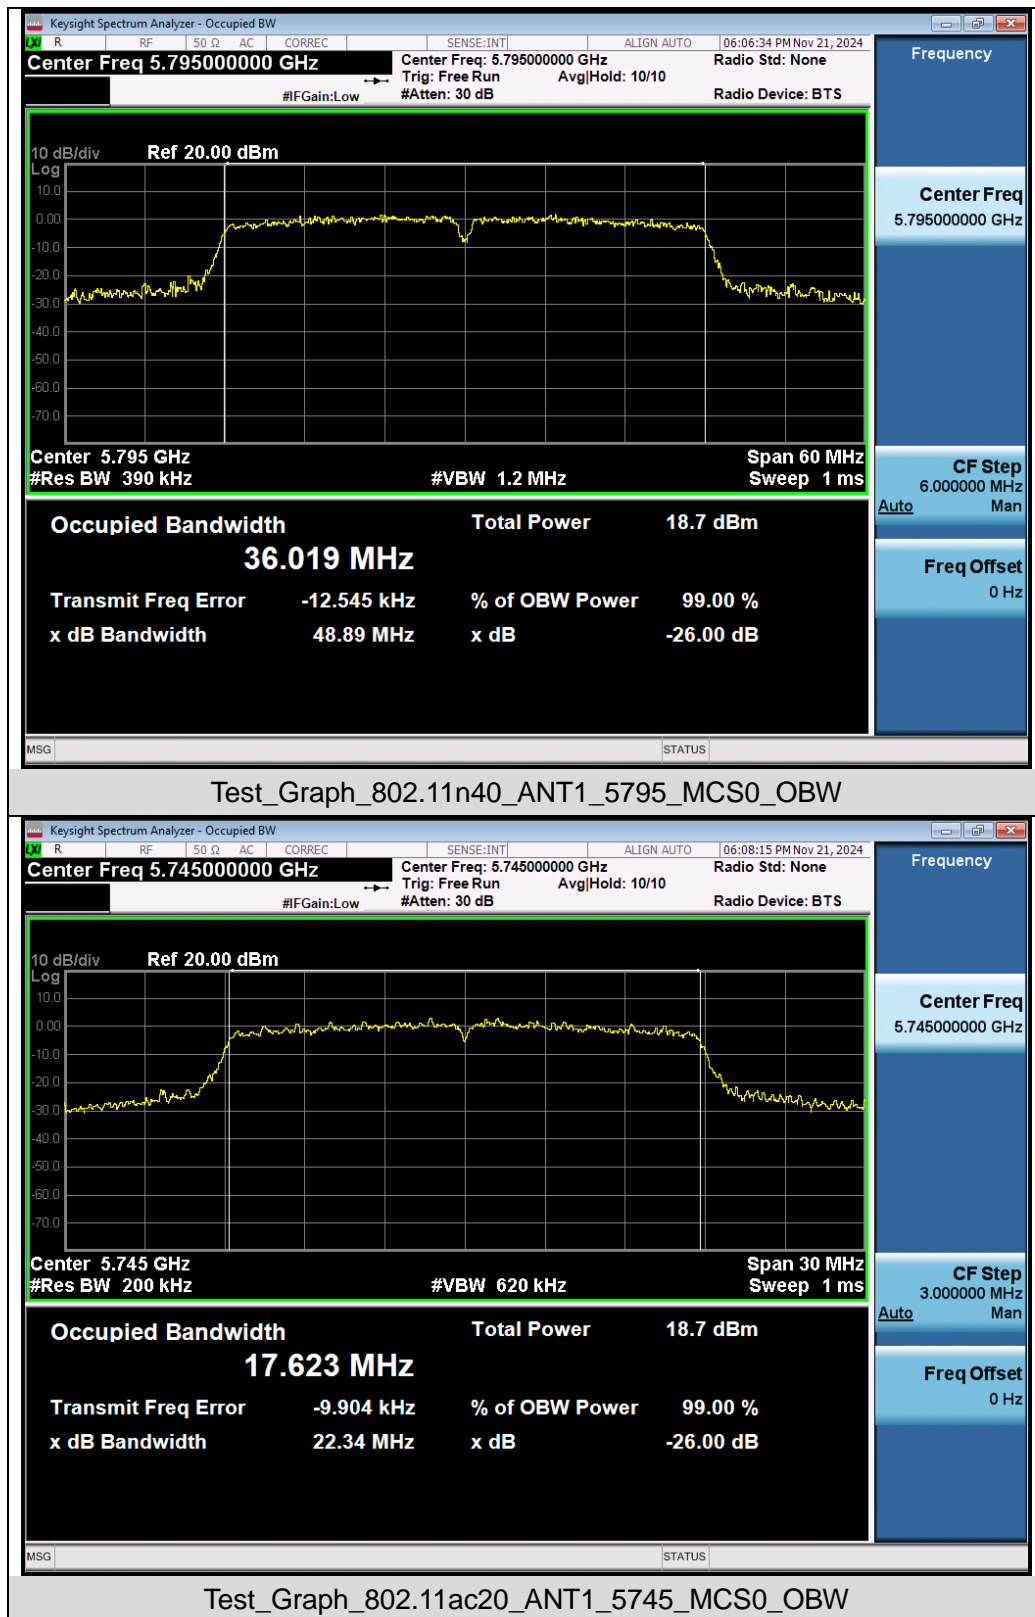 Keysight Spectrum Analyzer - Occupied BW
LXI R RF 50 Ω AC CORREC SENSE:INT ALIGN AUTO 06:06:34 PM Nov 21, 2024
Center Freq 5.795000000 GHz
Center Freq: 5.795000000 GHz
Radio Std: None
Trig: Free Run Avg|Hold: 10/10
#IFGain:Low
#Atten: 30 dB
Radio Device: BTS
10 dB/div Ref 20.00 dBm
Log
10.0
0.00
-10.0
-20.0
-30.0
-40.0
-50.0
-60.0
-70.0
Center 5.795 GHz Span 60 MHz
#Res BW 390 kHz #VBW 1.2 MHz Sweep 1 ms
Occupied Bandwidth Total Power 18.7 dBm
36.019 MHz
Transmit Freq Error -12.545 kHz % of OBW Power 99.00 %
x dB Bandwidth 48.89 MHz x dB -26.00 dB
MSG STATUS
Frequency
Center Freq
5.795000000 GHz
CF Step
6.000000 MHz
Auto Man
Freq Offset
0 Hz
Test_Graph_802.11n40_ANT1_5795_MCS0_OBW
Keysight Spectrum Analyzer - Occupied BW
LXI R RF 50 Ω AC CORREC SENSE:INT ALIGN AUTO 06:08:15 PM Nov 21, 2024
Center Freq 5.745000000 GHz
Center Freq: 5.745000000 GHz
Radio Std: None
Trig: Free Run Avg|Hold: 10/10
#IFGain:Low
#Atten: 30 dB
Radio Device: BTS
10 dB/div Ref 20.00 dBm
Log
10.0
0.00
-10.0
-20.0
-30.0
-40.0
-50.0
-60.0
-70.0
Center 5.745 GHz Span 30 MHz
#Res BW 200 kHz #VBW 620 kHz Sweep 1 ms
Occupied Bandwidth Total Power 18.7 dBm
17.623 MHz
Transmit Freq Error -9.904 kHz % of OBW Power 99.00 %
x dB Bandwidth 22.34 MHz x dB -26.00 dB
MSG STATUS
Frequency
Center Freq
5.745000000 GHz
CF Step
3.000000 MHz
Auto Man
Freq Offset
0 Hz
Test_Graph_802.11ac20_ANT1_5745_MCS0_OBW